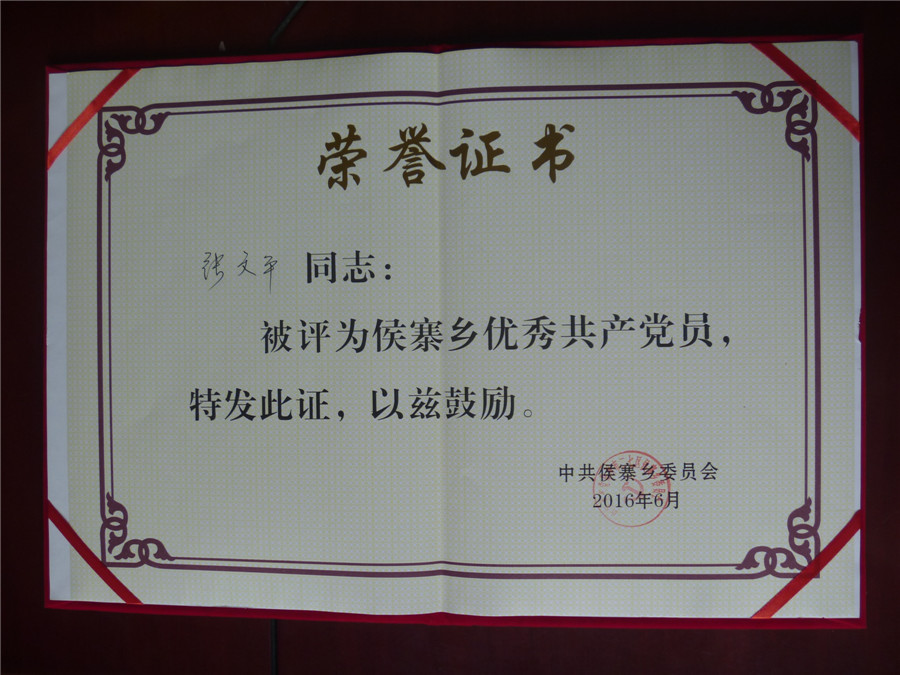 荣誉证书
张文平 同志：
被评为侯寨乡优秀共产党员，
特发此证，以兹鼓励。
中共侯寨乡委员会
2016年6月